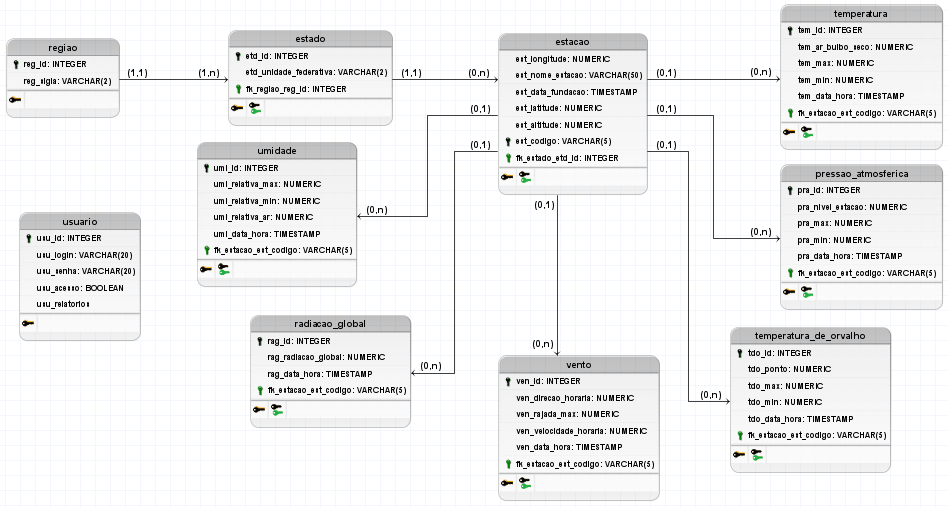 regiao
reg_id: INTEGER
reg_sigla: VARCHAR(2)
(1,1)
(1,n)
estado
etd_id: INTEGER
etd_unidade_federativa: VARCHAR(2)
fk_regiao_reg_id: INTEGER
(1,1)
(0,n)
estacao
est_longitude: NUMERIC
est_nome_estacao: VARCHAR(50)
est_data_fundacao: TIMESTAMP
est_latitude: NUMERIC
est_altitude: NUMERIC
est_codigo: VARCHAR(5)
fk_estado_etd_id: INTEGER
(0,1)
(0,n)
(0,1)
(0,1)
(0,1)
(0,1)
(0,1)
temperatura
tem_id: INTEGER
tem_ar_bulbo_seco: NUMERIC
tem_max: NUMERIC
tem_min: NUMERIC
tem_data_hora: TIMESTAMP
fk_estacao_est_codigo: VARCHAR(5)
umidade
umi_id: INTEGER
umi_relativa_max: NUMERIC
umi_relativa_min: NUMERIC
umi_relativa_ar: NUMERIC
umi_data_hora: TIMESTAMP
fk_estacao_est_codigo: VARCHAR(5)
(0,n)
pressao_atmosferica
pra_id: INTEGER
pra_nivel_estacao: NUMERIC
pra_max: NUMERIC
pra_min: NUMERIC
pra_data_hora: TIMESTAMP
fk_estacao_est_codigo: VARCHAR(5)
(0,n)
usuario
usu_id: INTEGER
usu_login: VARCHAR(20)
usu_senha: VARCHAR(20)
usu_acesso: BOOLEAN
usu_relatorios
radiacao_global
rag_id: INTEGER
rag_radiacao_global: NUMERIC
rag_data_hora: TIMESTAMP
fk_estacao_est_codigo: VARCHAR(5)
(0,n)
(0,n)
vento
ven_id: INTEGER
ven_direcao_horaria: NUMERIC
ven_rajada_max: NUMERIC
ven_velocidade_horaria: NUMERIC
ven_data_hora: TIMESTAMP
fk_estacao_est_codigo: VARCHAR(5)
(0,n)
temperatura_de_orvalho
tdo_id: INTEGER
tdo_ponto: NUMERIC
tdo_max: NUMERIC
tdo_min: NUMERIC
tdo_data_hora: TIMESTAMP
fk_estacao_est_codigo: VARCHAR(5)